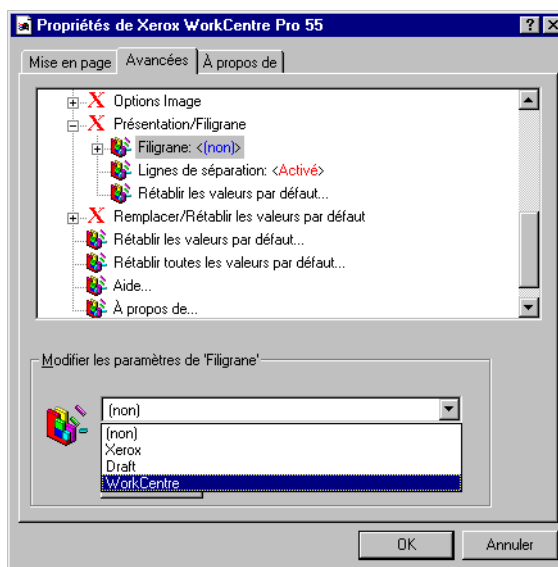 Propriétés de Xerox WorkCentre Pro 55
Mise en page Avancées À propos de
Options Image
Présentation/Filigrane
Filigrane: <(non)>
Lignes de séparation: <Activé>
Rétablir les valeurs par défaut...
Remplacer/Rétablir les valeurs par défaut
Rétablir les valeurs par défaut...
Rétablir toutes les valeurs par défaut...
Aide...
À propos de...
Modifier les paramètres de 'Filigrane'
(non)
(non)
Xerox
Draft
WorkCentre
OK Annuler